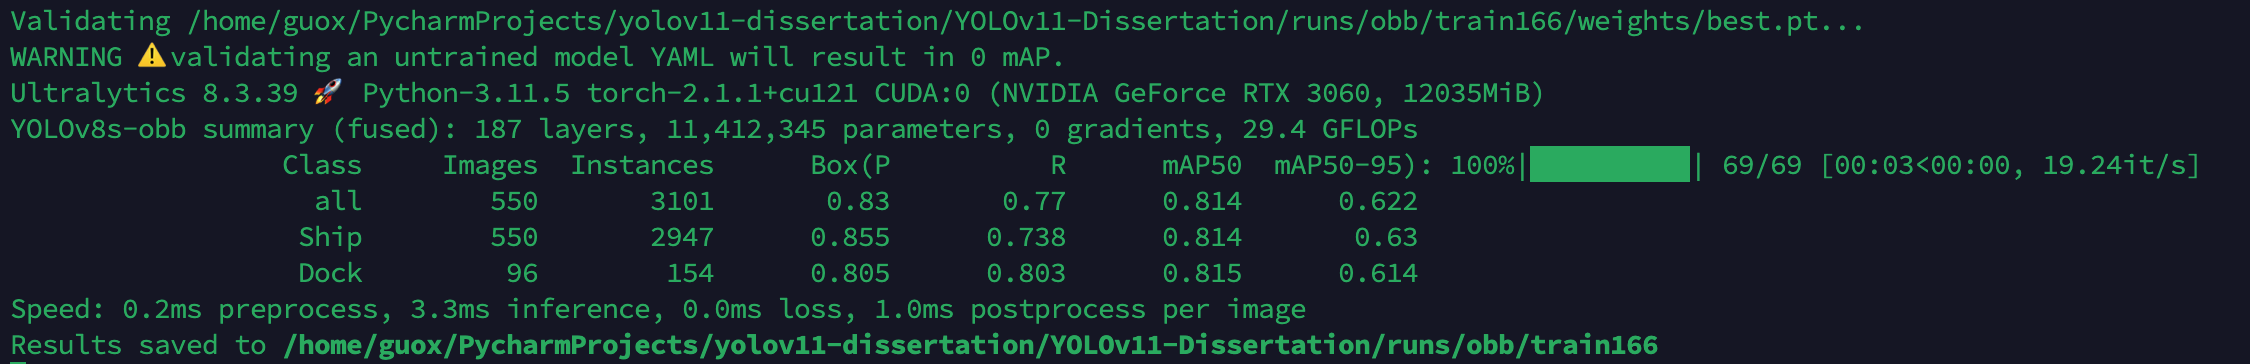 Validating /home/guox/PycharmProjects/yolov11-dissertation/YOLOv11-Dissertation/runs/obb/train166/weights/best.pt...
WARNING ⚠️validating an untrained model YAML will result in 0 mAP.
Ultralytics 8.3.39 🚀 Python-3.11.5 torch-2.1.1+cu121 CUDA:0 (NVIDIA GeForce RTX 3060, 12035MiB)
YOLOv8s-obb summary (fused): 187 layers, 11,412,345 parameters, 0 gradients, 29.4 GFLOPs
Class Images Instances Box(P R mAP50 mAP50-95): 100%|██████████| 69/69 [00:03<00:00, 19.24it/s]
all 550 3101 0.83 0.77 0.814 0.622
Ship 550 2947 0.855 0.738 0.814 0.63
Dock 96 154 0.805 0.803 0.815 0.614
Speed: 0.2ms preprocess, 3.3ms inference, 0.0ms loss, 1.0ms postprocess per image
Results saved to /home/guox/PycharmProjects/yolov11-dissertation/YOLOv11-Dissertation/runs/obb/train166